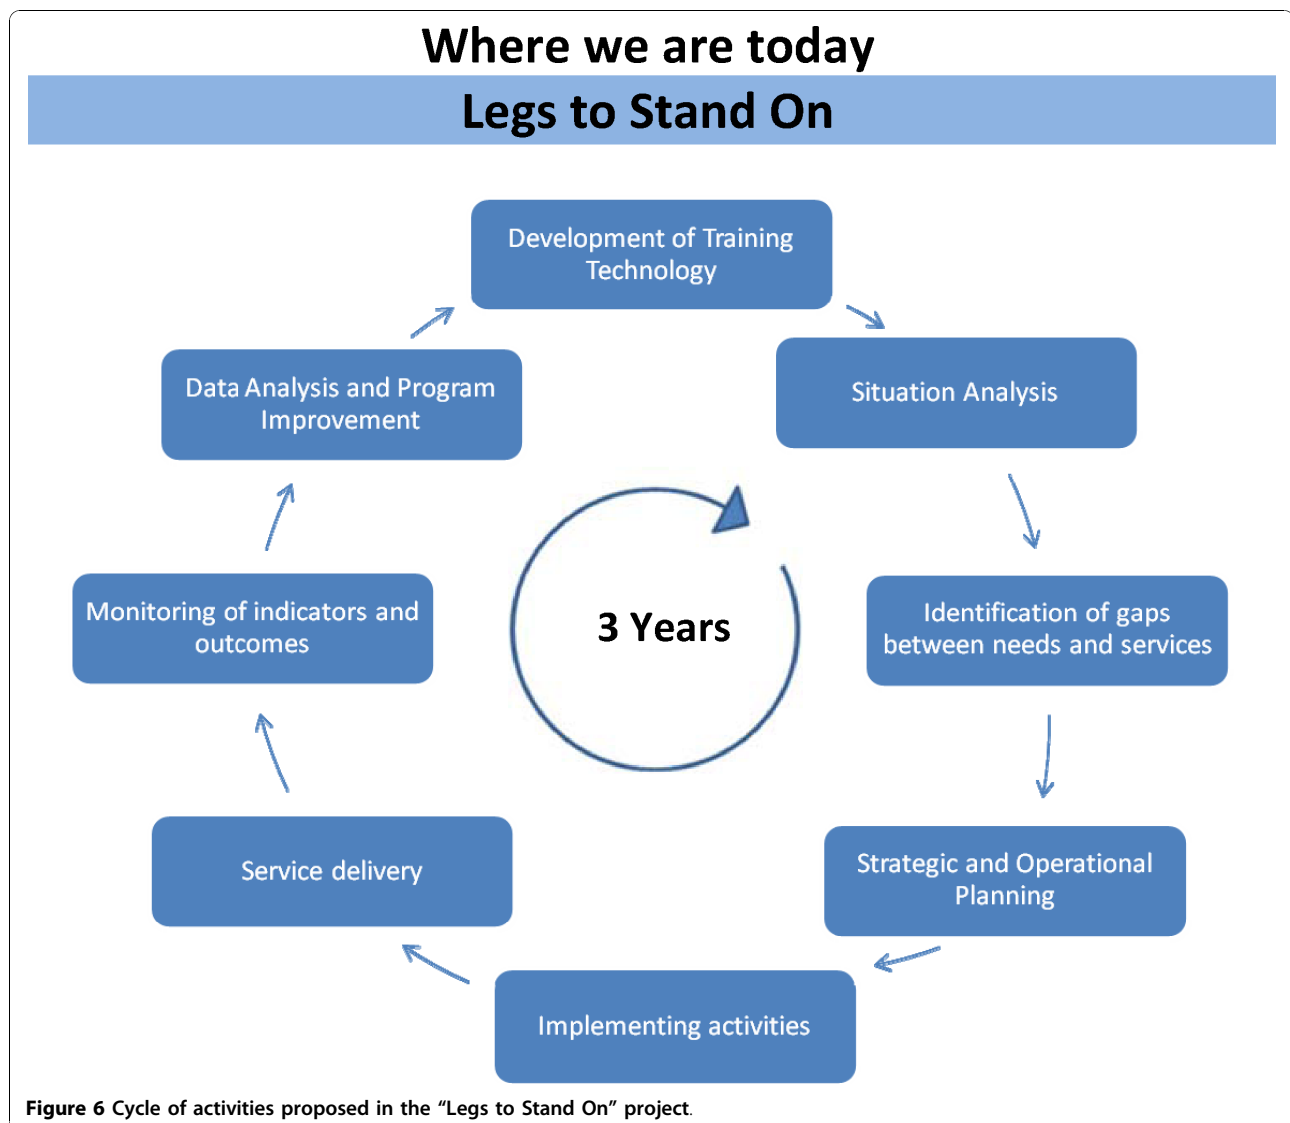 Where we are today
Legs to Stand On
Development of Training
Technology
Situation Analysis
Identification of gaps
between needs and services
Strategic and Operational
Planning
Implementing activities
Service delivery
Monitoring of indicators and
outcomes
Data Analysis and Program
Improvement
3 Years
Figure 6 Cycle of activities proposed in the “Legs to Stand On” project.